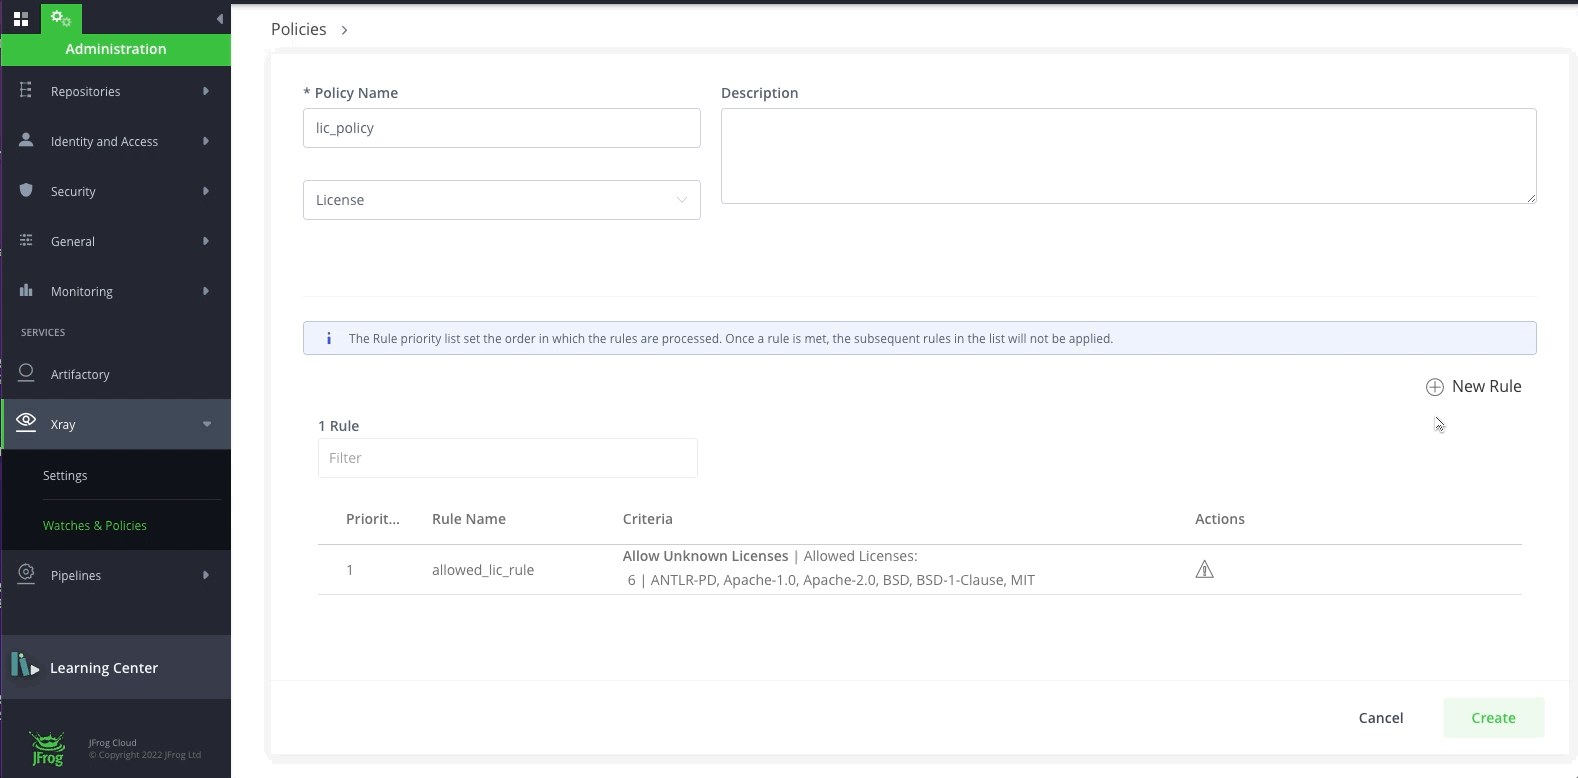 Administration
Repositories
Identity and Access
Security
General
Monitoring
SERVICES
Artifactory
Xray
Settings
Watches & Policies
Pipelines
Learning Center
JFrog
JFrog Cloud
© Copyright 2022 JFrog Ltd
Policies >
* Policy Name
lic_policy
License
Description
i The Rule priority list set the order in which the rules are processed. Once a rule is met, the subsequent rules in the list will not be applied.
New Rule
1 Rule
Filter
Priorit... Rule Name Criteria Actions
1 allowed_lic_rule Allow Unknown Licenses | Allowed Licenses:
6 | ANTLR-PD, Apache-1.0, Apache-2.0, BSD, BSD-1-Clause, MIT
Cancel Create